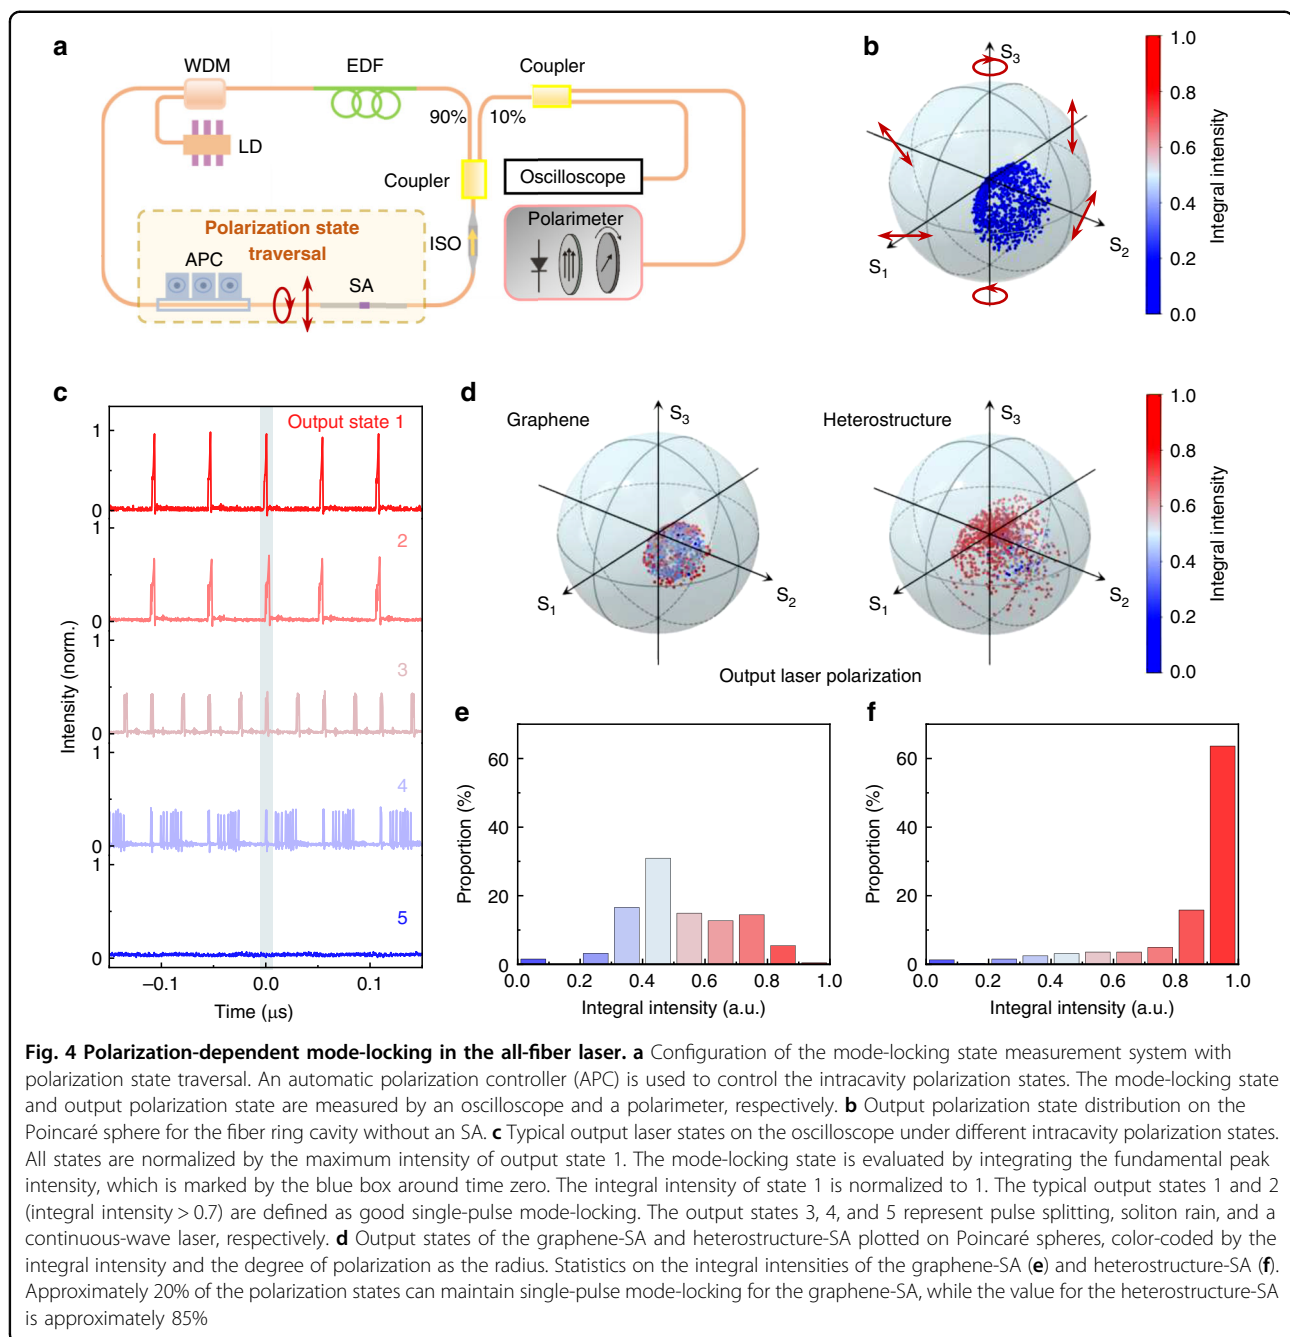 a
WDM
EDF
Coupler
90%
10%
LD
Coupler
Oscilloscope
Polarimeter
Polarization state
traversal
ISO
APC
SA
b
S3
S2
S1
1.0
0.8
0.6
0.4
0.2
0.0
Integral intensity
c
Output state 1
1
0
2
1
0
3
1
0
4
1
0
5
1
0
Intensity (norm.)
−0.1
0.0
0.1
Time (μs)
d
Graphene
S3
S2
S1
Heterostructure
S3
S2
S1
Output laser polarization
1.0
0.8
0.6
0.4
0.2
0.0
Integral intensity
e
60
40
20
0
Proportion (%)
0.0
0.2
0.4
0.6
0.8
1.0
Integral intensity (a.u.)
f
60
40
20
0
Proportion (%)
0.0
0.2
0.4
0.6
0.8
1.0
Integral intensity (a.u.)
Fig. 4 Polarization-dependent mode-locking in the all-fiber laser. a Configuration of the mode-locking state measurement system with
polarization state traversal. An automatic polarization controller (APC) is used to control the intracavity polarization states. The mode-locking state
and output polarization state are measured by an oscilloscope and a polarimeter, respectively. b Output polarization state distribution on the
Poincaré sphere for the fiber ring cavity without an SA. c Typical output laser states on the oscilloscope under different intracavity polarization states.
All states are normalized by the maximum intensity of output state 1. The mode-locking state is evaluated by integrating the fundamental peak
intensity, which is marked by the blue box around time zero. The integral intensity of state 1 is normalized to 1. The typical output states 1 and 2
(integral intensity > 0.7) are defined as good single-pulse mode-locking. The output states 3, 4, and 5 represent pulse splitting, soliton rain, and a
continuous-wave laser, respectively. d Output states of the graphene-SA and heterostructure-SA plotted on Poincaré spheres, color-coded by the
integral intensity and the degree of polarization as the radius. Statistics on the integral intensities of the graphene-SA (e) and heterostructure-SA (f).
Approximately 20% of the polarization states can maintain single-pulse mode-locking for the graphene-SA, while the value for the heterostructure-SA
is approximately 85%